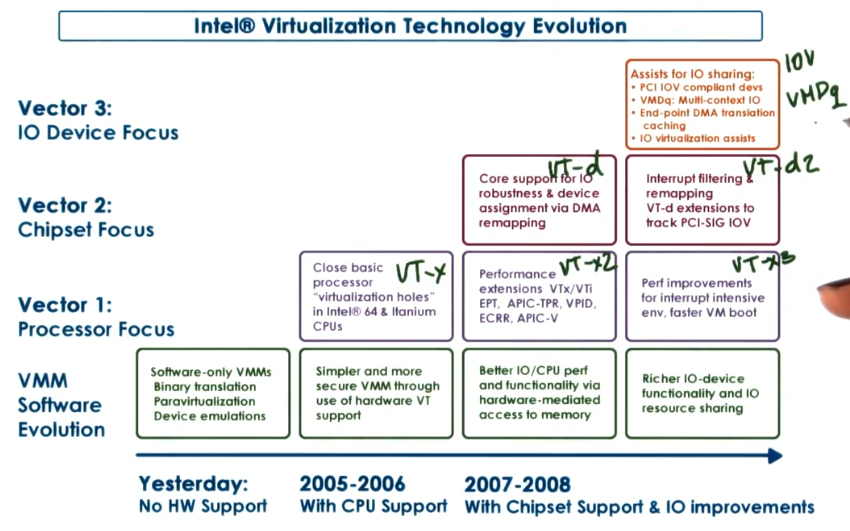 Intel® Virtualization Technology Evolution
Vector 3:
IO Device Focus
Assists for IO sharing:
• PCI IOV compliant devs
• VMDq: Multi-context IO
• End-point DMA translation
caching
• IO virtualization assists
IOV
VMDq
Vector 2:
Chipset Focus
VT-d
Core support for IO
robustness & device
assignment via DMA
remapping
VT-d2
Interrupt filtering &
remapping
VT-d extensions to
track PCI-SIG IOV
Vector 1:
Processor Focus
VT-x
Close basic
processor
"virtualization holes"
in Intel® 64 & Itanium
CPUs
VT-x2
Performance
extensions VTx/VTi
EPT, APIC-TPR, VPID,
ECRR, APIC-V
VT-x3
Perf improvements
for interrupt intensive
env, faster VM boot
VMM
Software
Evolution
Software-only VMMs
Binary translation
Paravirtualization
Device emulations
Simpler and more
secure VMM through
use of hardware VT
support
Better IO/CPU perf
and functionality via
hardware-mediated
access to memory
Richer IO-device
functionality and IO
resource sharing
Yesterday:
No HW Support
2005-2006
With CPU Support
2007-2008
With Chipset Support & IO improvements